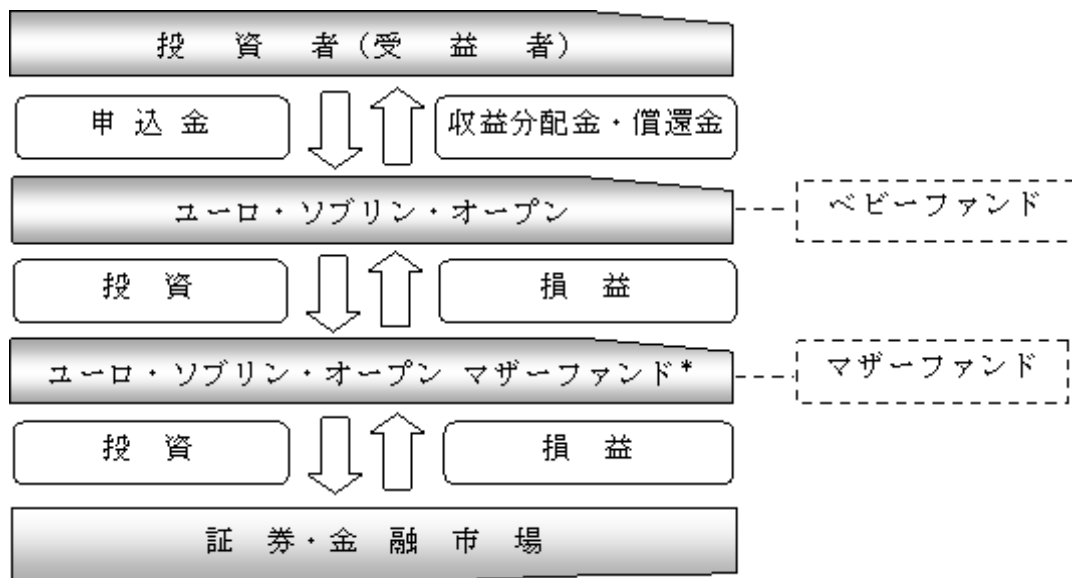 投資者(受益者)
申込金
収益分配金・償還金
ユーロ・ソブリン・オープン
ベビーファンド
投資
損益
ユーロ・ソブリン・オープン マザーファンド*
マザーファンド
投資
損益
証券・金融市場